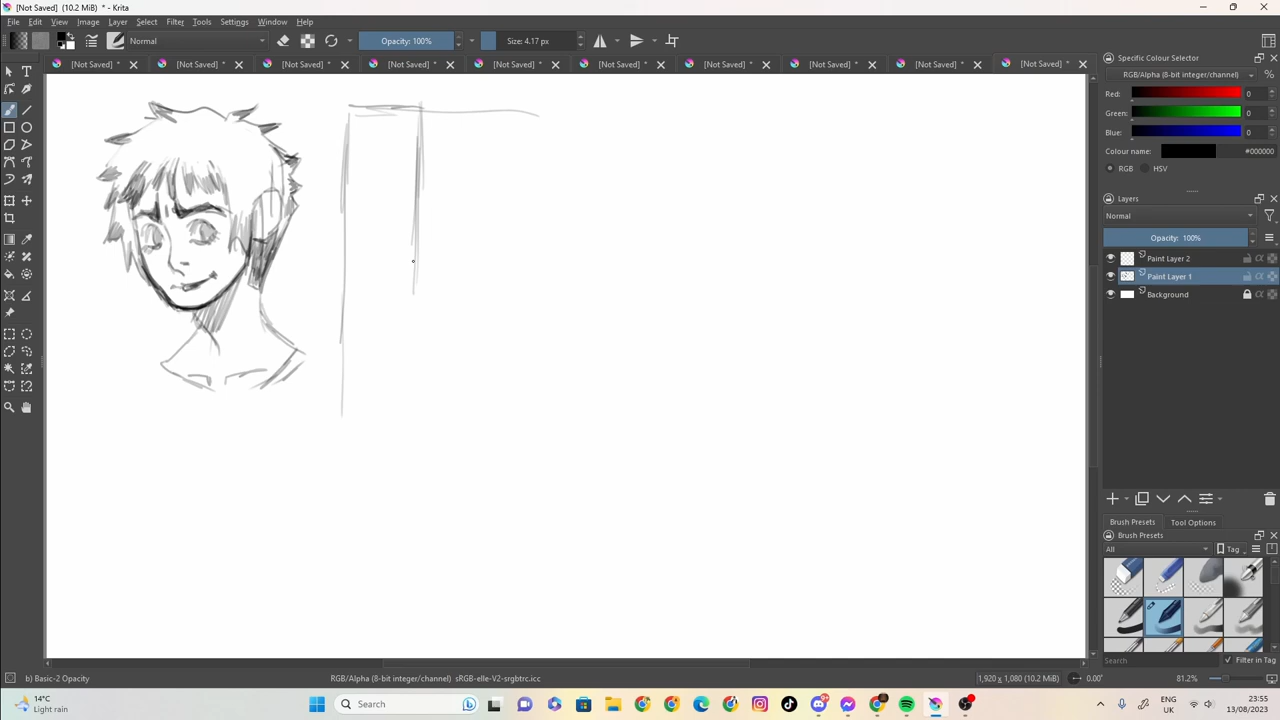 [Not Saved] (10.2 MiB) * - Krita
File Edit View Image Layer Select Filter Tools Settings Window Help
Normal Opacity: 100% Size: 4.17 px
[Not Saved] * [Not Saved] * [Not Saved] * [Not Saved] * [Not Saved] * [Not Saved] * [Not Saved] * [Not Saved] * [Not Saved] * [Not Saved] *
Specific Colour Selector
RGB/Alpha (8-bit integer/channel) %
Red: 0
Green: 0
Blue: 0
Colour name: #000000
RGB HSV
Layers
Normal
Opacity: 100%
Paint Layer 2
Paint Layer 1
Background
Brush Presets Tool Options
Brush Presets
All Tag
Search Filter in Tag
b) Basic-2 Opacity RGB/Alpha (8-bit integer/channel) sRGB-elle-V2-srgbtrc.icc 1,920 x 1,080 (10.2 MiB) 0.00° 81.2%
14°C
Light rain
Search
ENG
UK
23:55
13/08/2023